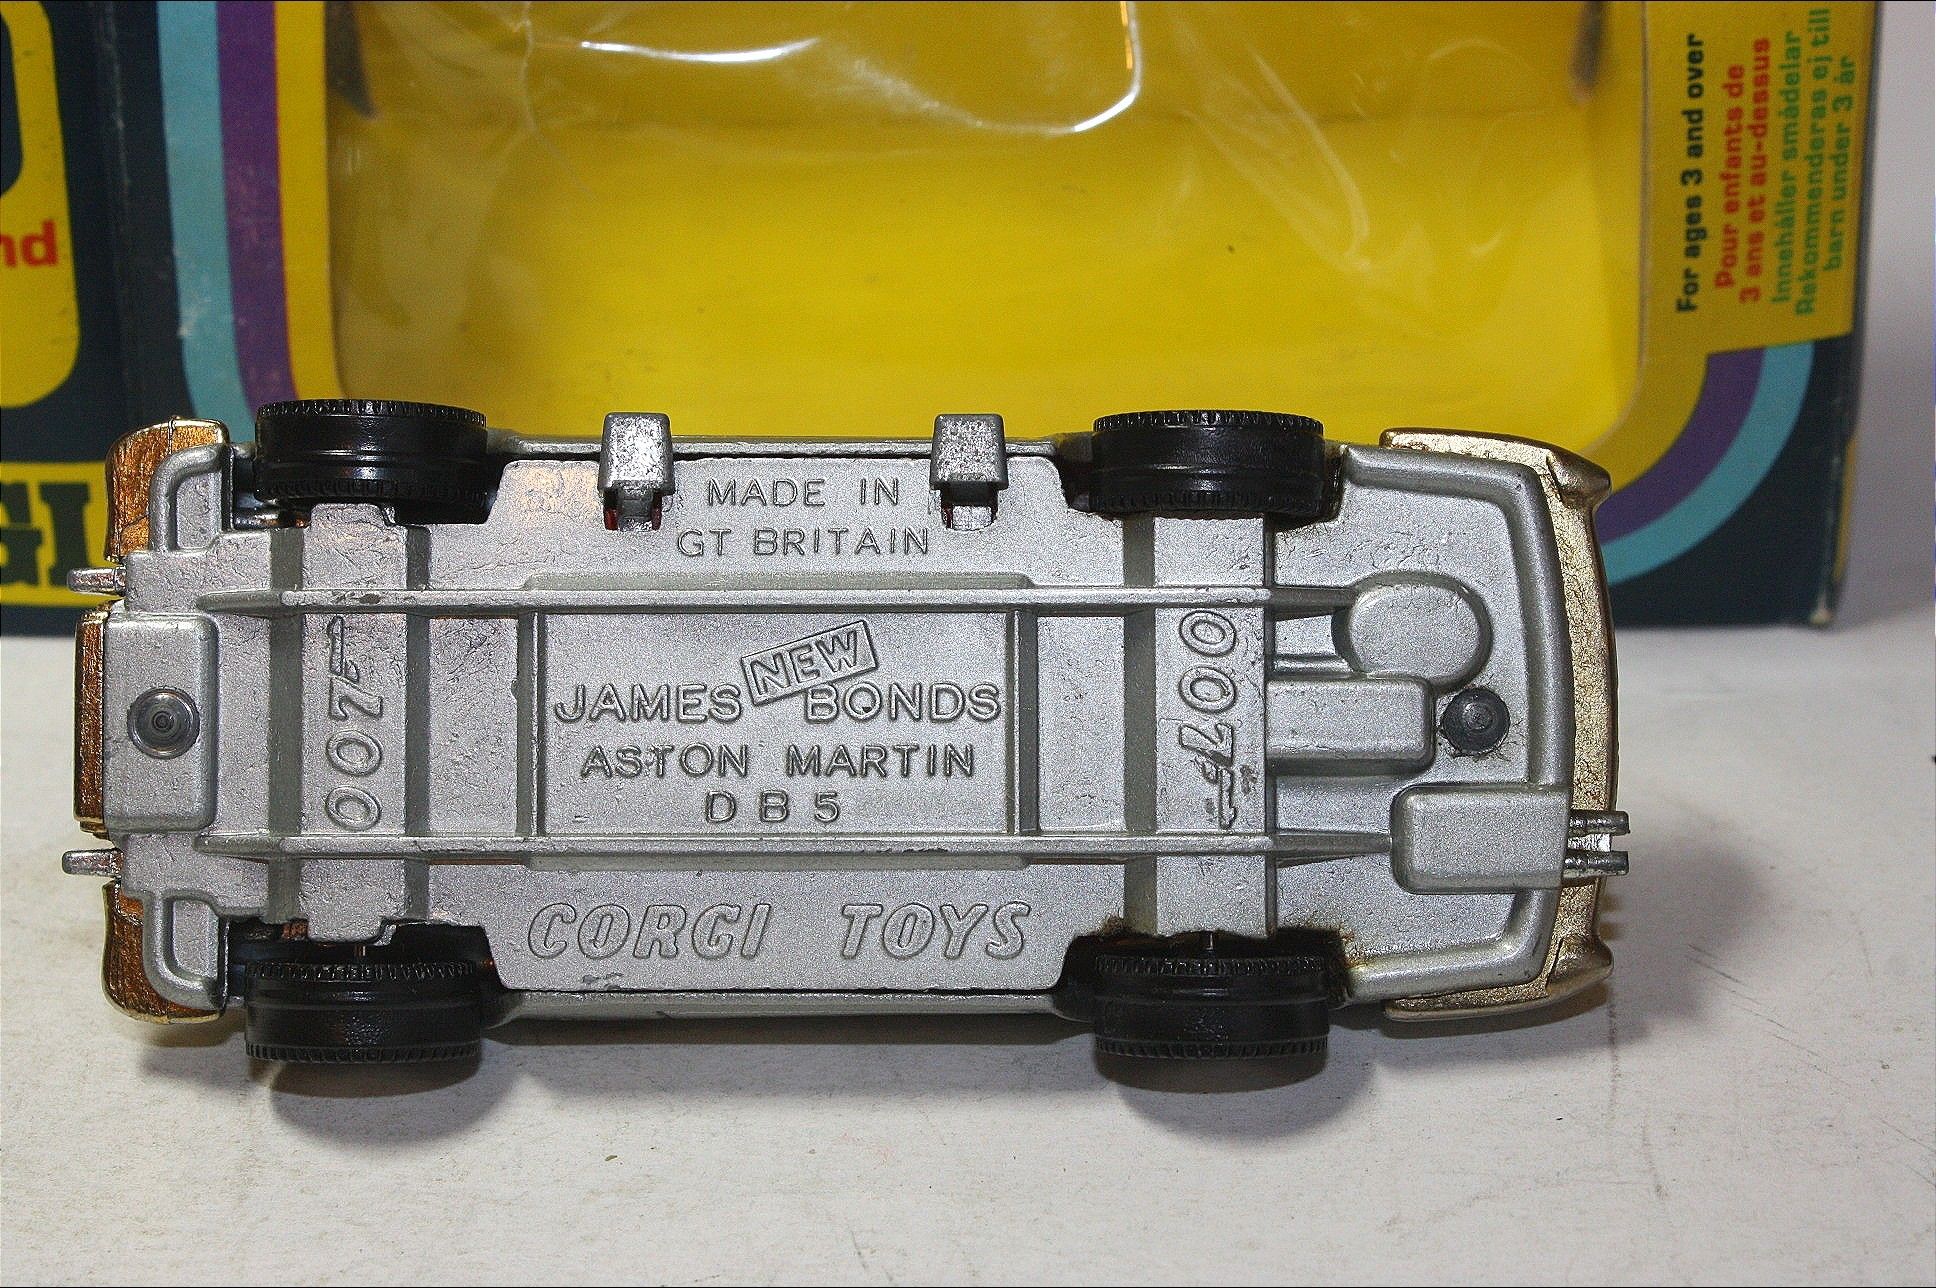 nd
GI
For ages 3 and over
Pour enfants de
3 ans et au-dessus
Innehåller smådelar
Rekommenderas ej till
barn under 3 år
MADE IN
GT BRITAIN
007
NEW
JAMES BONDS
ASTON MARTIN
DB5
007
CORGI TOYS